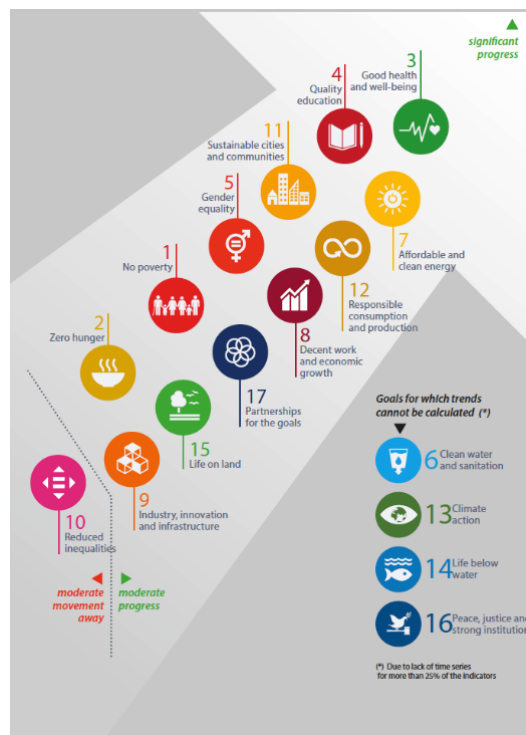 significant
progress
3
Good health
and well-being
4
Quality
education
11
Sustainable cities
and communities
5
Gender
equality
7
Affordable and
clean energy
1
No poverty
12
Responsible
consumption
and production
2
Zero hunger
8
Decent work
and economic
growth
17
Partnerships
for the goals
15
Life on land
9
Industry, innovation
and infrastructure
10
Reduced
inequalities
moderate
movement
away
moderate
progress
Goals for which trends
cannot be calculated (*)
6 Clean water
and sanitation
13 Climate
action
14 Life below
water
16 Peace, justice and
strong institution
(*) Due to lack of time series
for more than 25% of the indicators